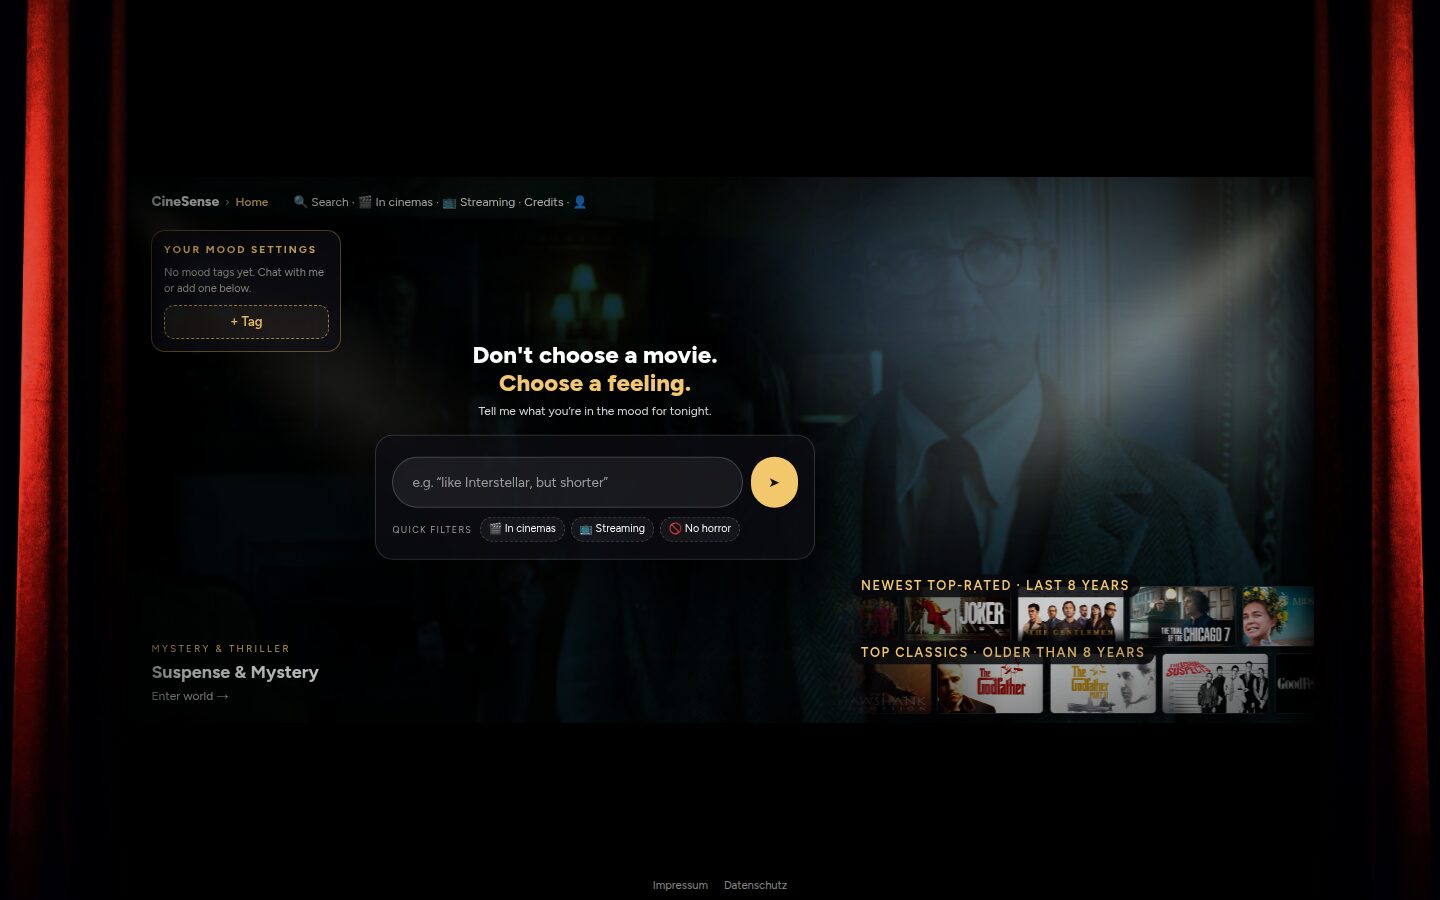 CineSense › Home 🔍 Search · 🎬 In cinemas · 📺 Streaming · Credits · 👤
YOUR MOOD SETTINGS
No mood tags yet. Chat with me
or add one below.
+ Tag
Don't choose a movie.
Choose a feeling.
Tell me what you're in the mood for tonight.
e.g. "like Interstellar, but shorter"
➤
QUICK FILTERS 🎬 In cinemas 📺 Streaming 🚫 No horror
NEWEST TOP-RATED · LAST 8 YEARS
JOKER
THE GENTLEMEN
THE TRIAL
OF THE CHICAGO 7
TOP CLASSICS · OLDER THAN 8 YEARS
The
Godfather
The
Godfather
PART II
THE USUAL
SUSPECTS
MYSTERY & THRILLER
Suspense & Mystery
Enter world →
Impressum Datenschutz